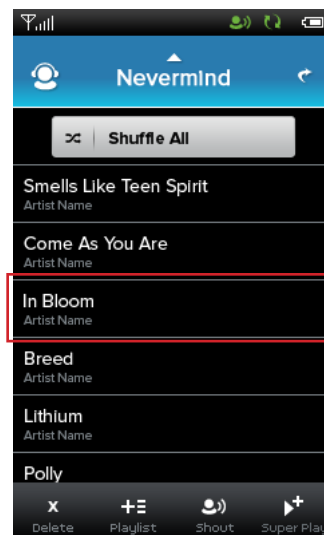 Nevermind
Shuffle All
Smells Like Teen Spirit
Artist Name
Come As You Are
Artist Name
In Bloom
Artist Name
Breed
Artist Name
Lithium
Artist Name
Polly
Delete Playlist Shout Super Play